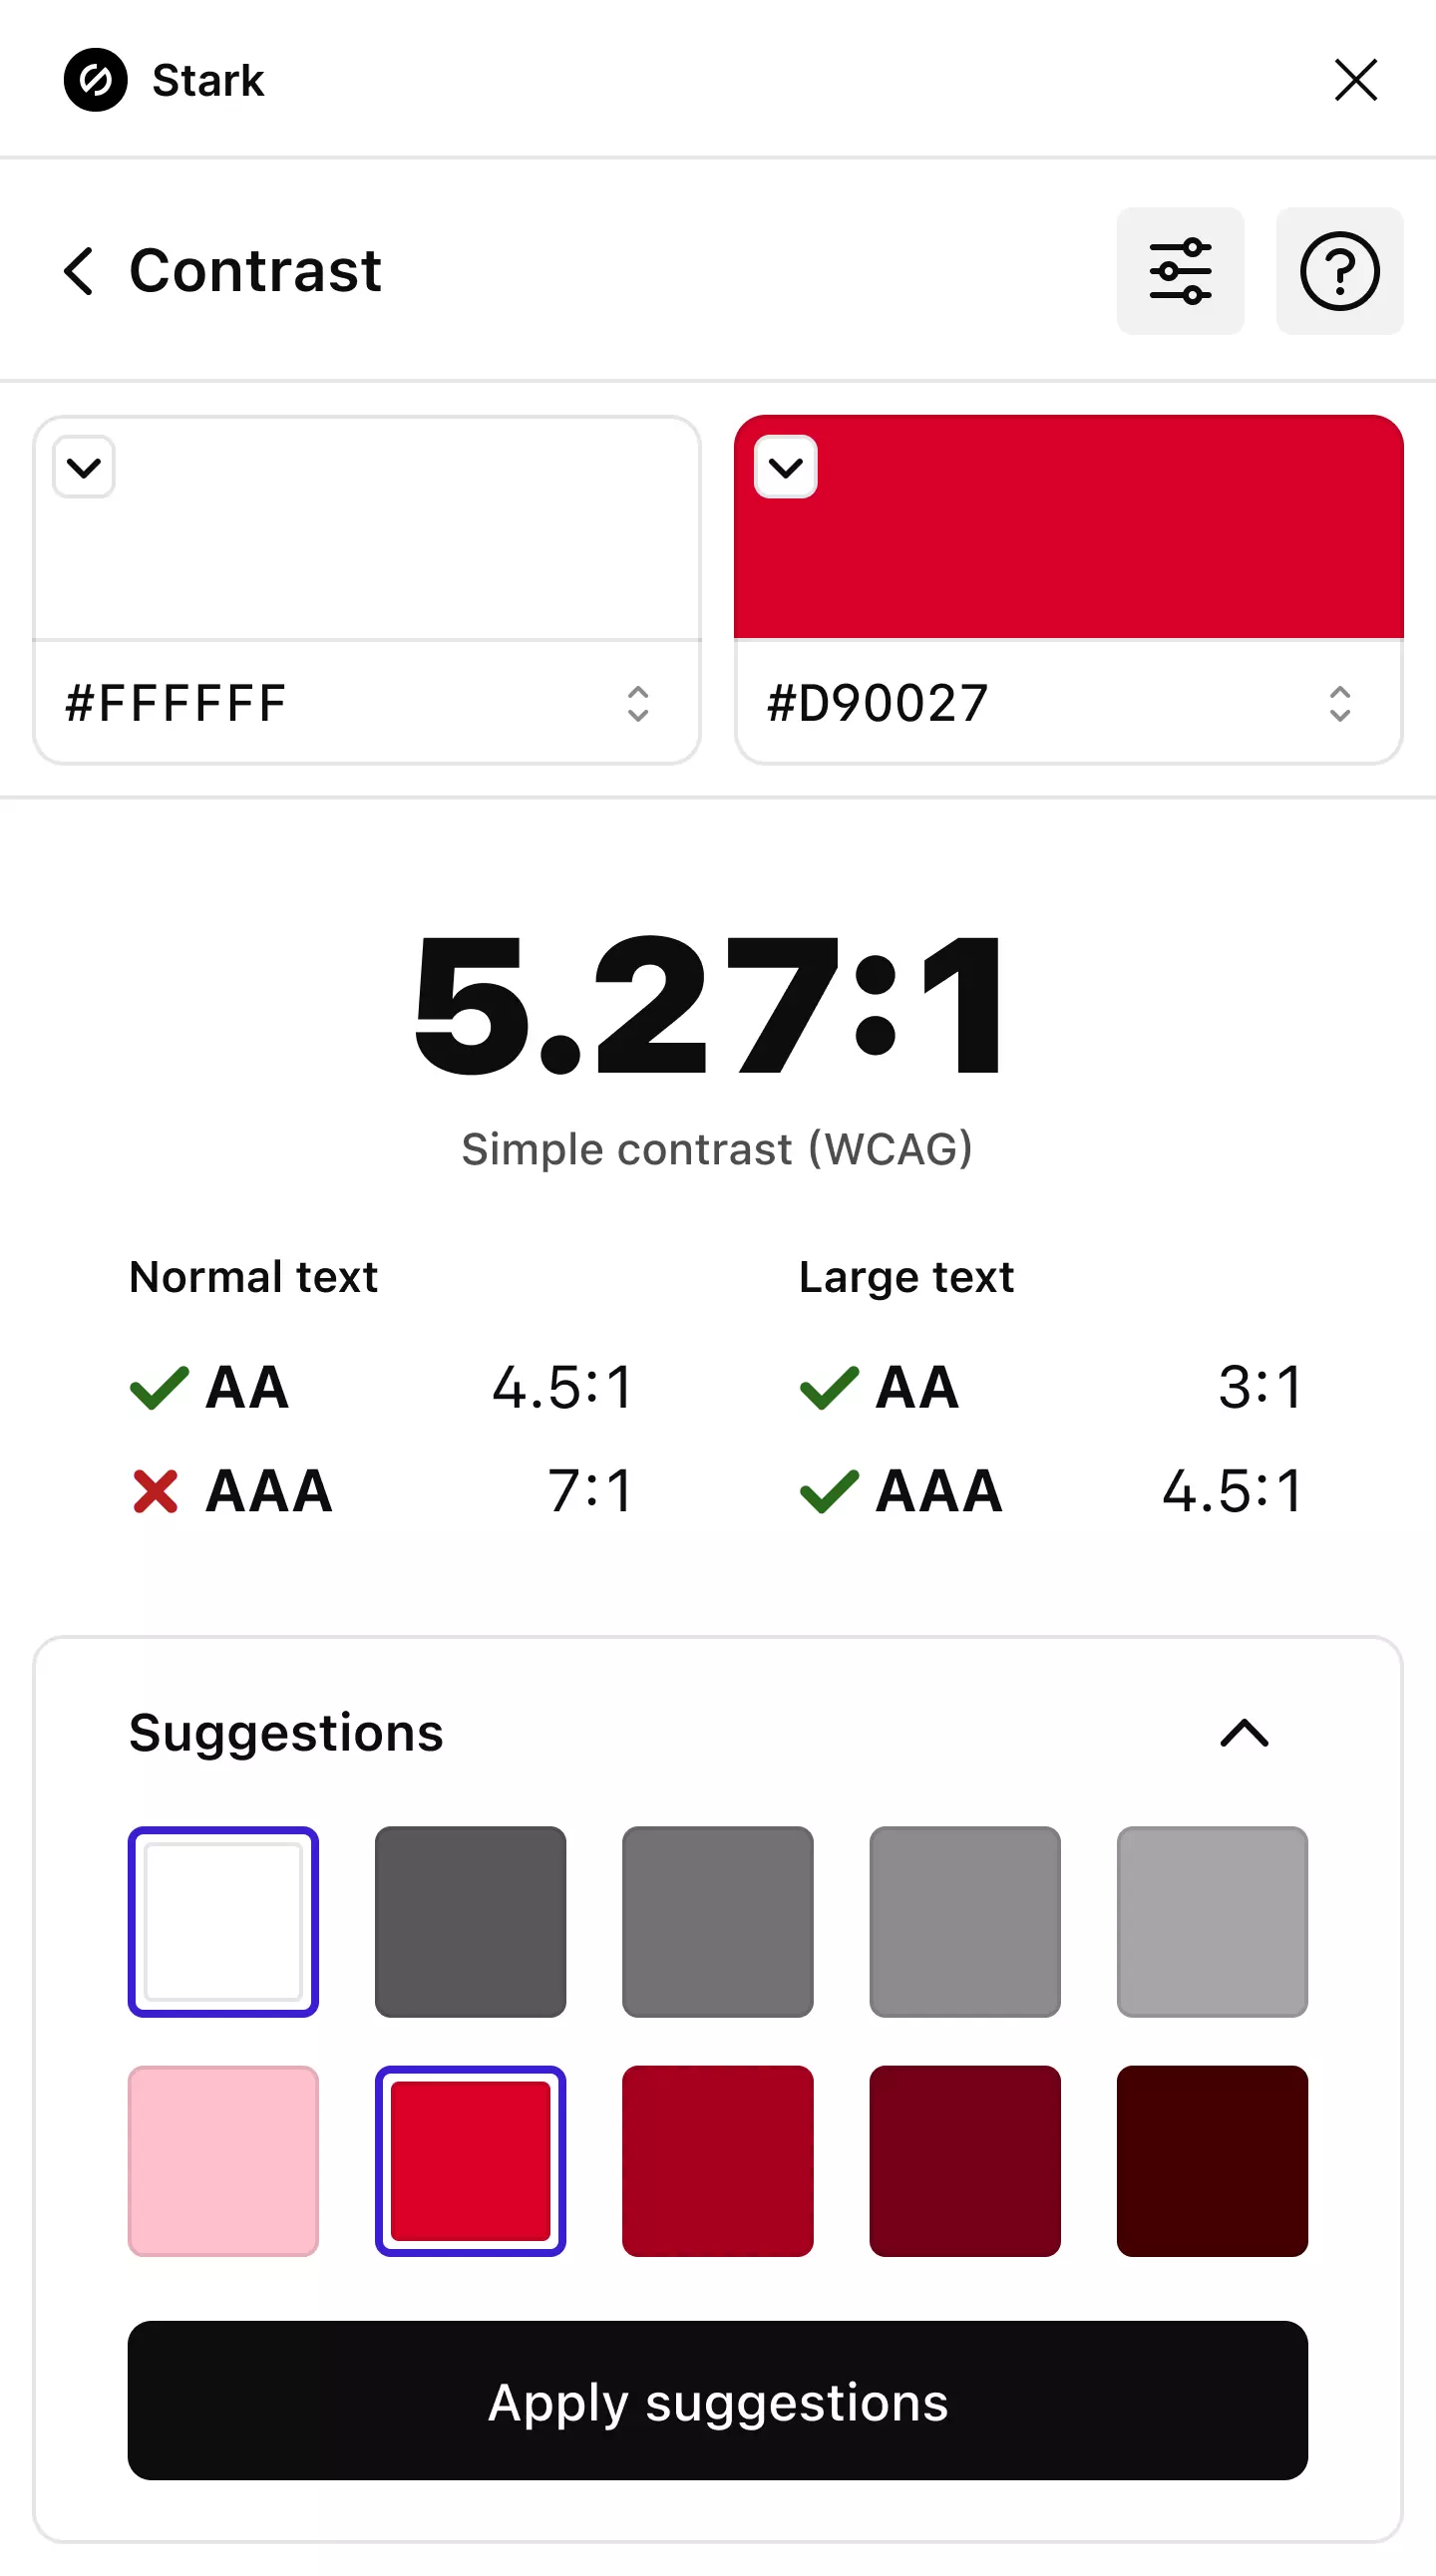 Stark
Contrast
#FFFFFF
#D90027
5.27:1
Simple contrast (WCAG)
Normal text
Large text
AA 4.5:1
AA 3:1
AAA 7:1
AAA 4.5:1
Suggestions
Apply suggestions